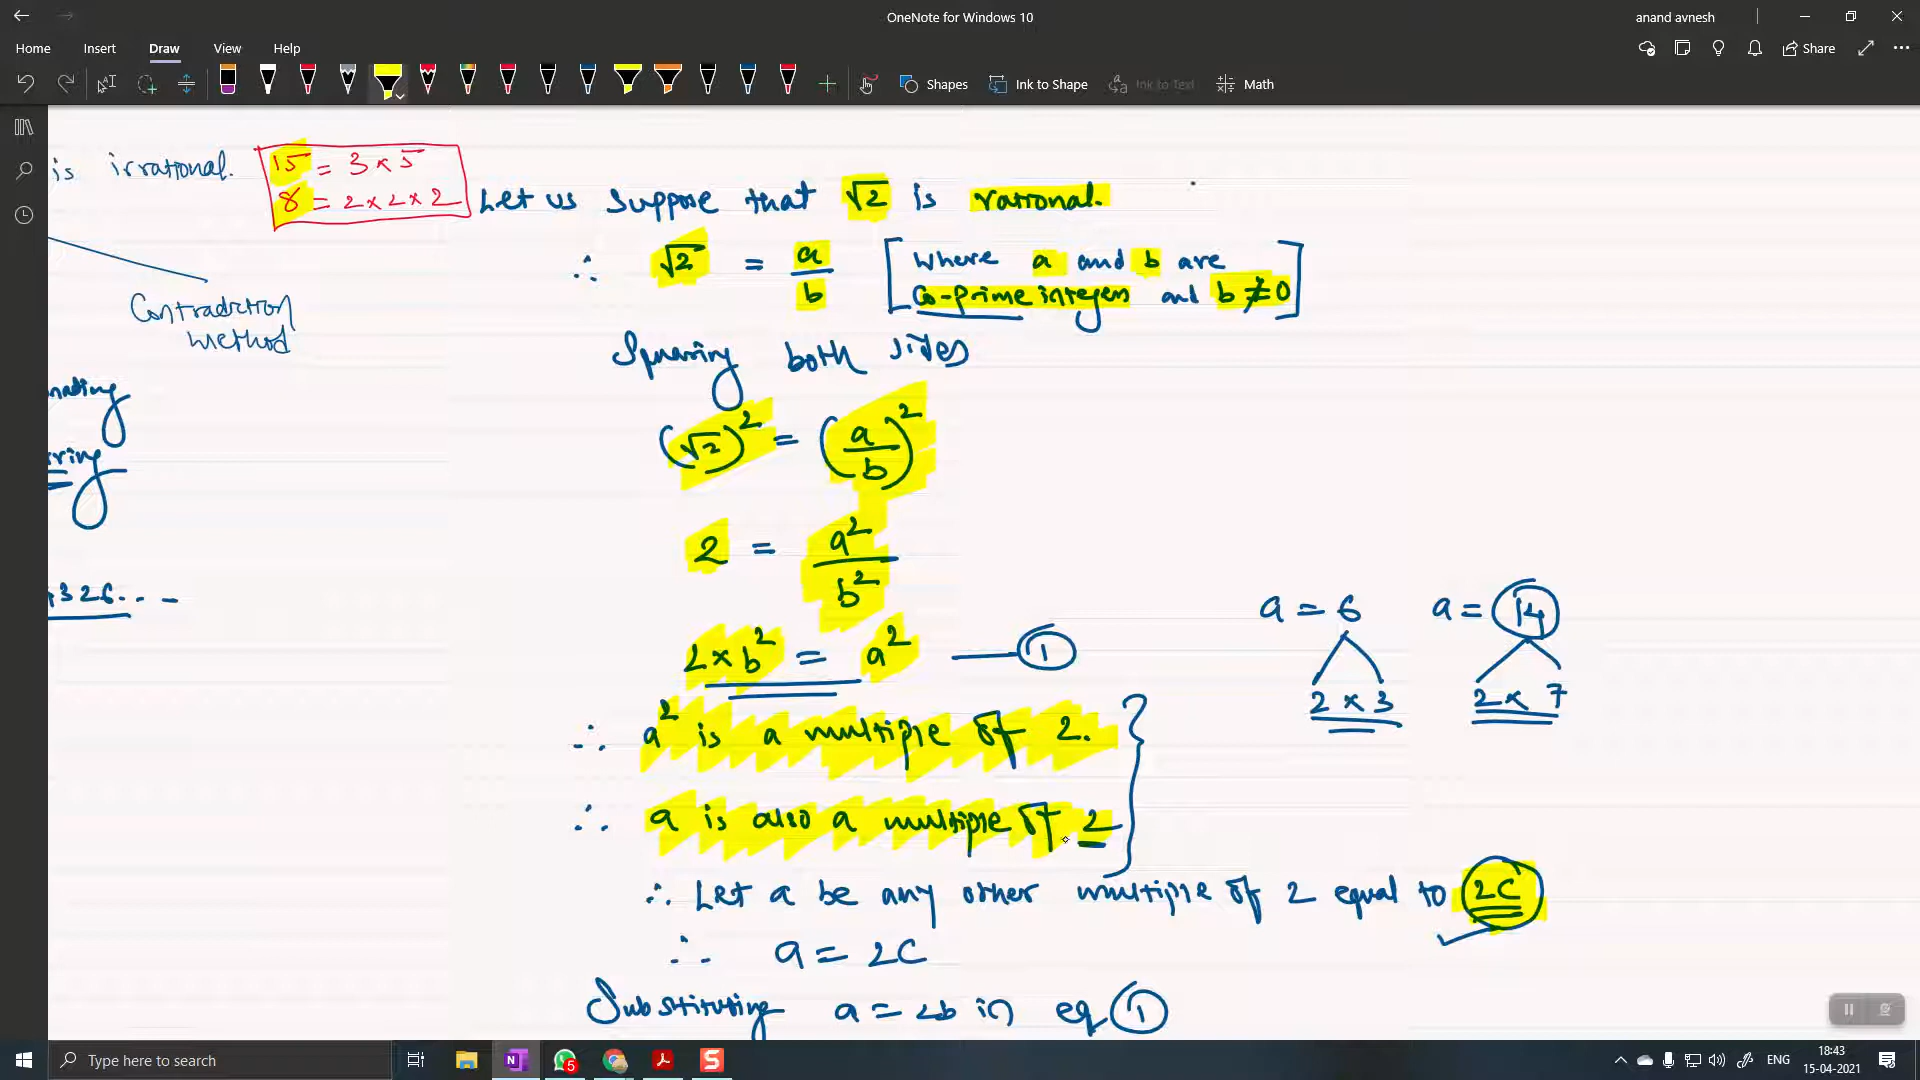 OneNote for Windows 10
anand avnesh
Home Insert Draw View Help
Share
Shapes Ink to Shape Ink to Text Math
is irrational.
15 = 3 × 5
8 = 2 × 2 × 2
Contradiction
method
Let us suppose that √2 is rational.
∴ √2 = a/b [Where a and b are
Co-prime integers and b ≠ 0]
Squaring both sides
(√2)² = (a/b)²
2 = a²/b²
2 × b² = a² — ①
∴ a² is a multiple of 2.
∴ a is also a multiple of 2
a = 6 a = 14
2 × 3 2 × 7
∴ Let a be any other multiple of 2 equal to 2C
∴ a = 2C
Substituting a = 2b in eq ①
326...
Type here to search
5
ENG
18:43
15-04-2021